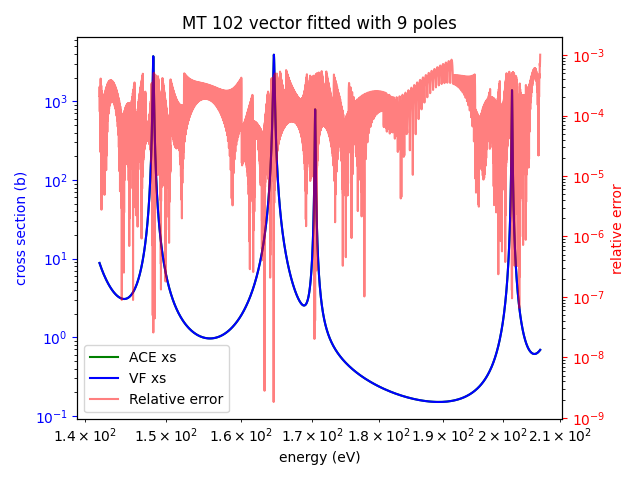 MT 102 vector fitted with 9 poles
cross section (b)
10³
10²
10¹
10⁰
10⁻¹
10⁻³
10⁻⁴
10⁻⁵
10⁻⁶
10⁻⁷
10⁻⁸
10⁻⁹
relative error
ACE xs
VF xs
Relative error
1.4 × 10² 1.5 × 10² 1.6 × 10² 1.7 × 10² 1.8 × 10² 1.9 × 10² 2 × 10² 2.1 × 10²
energy (eV)